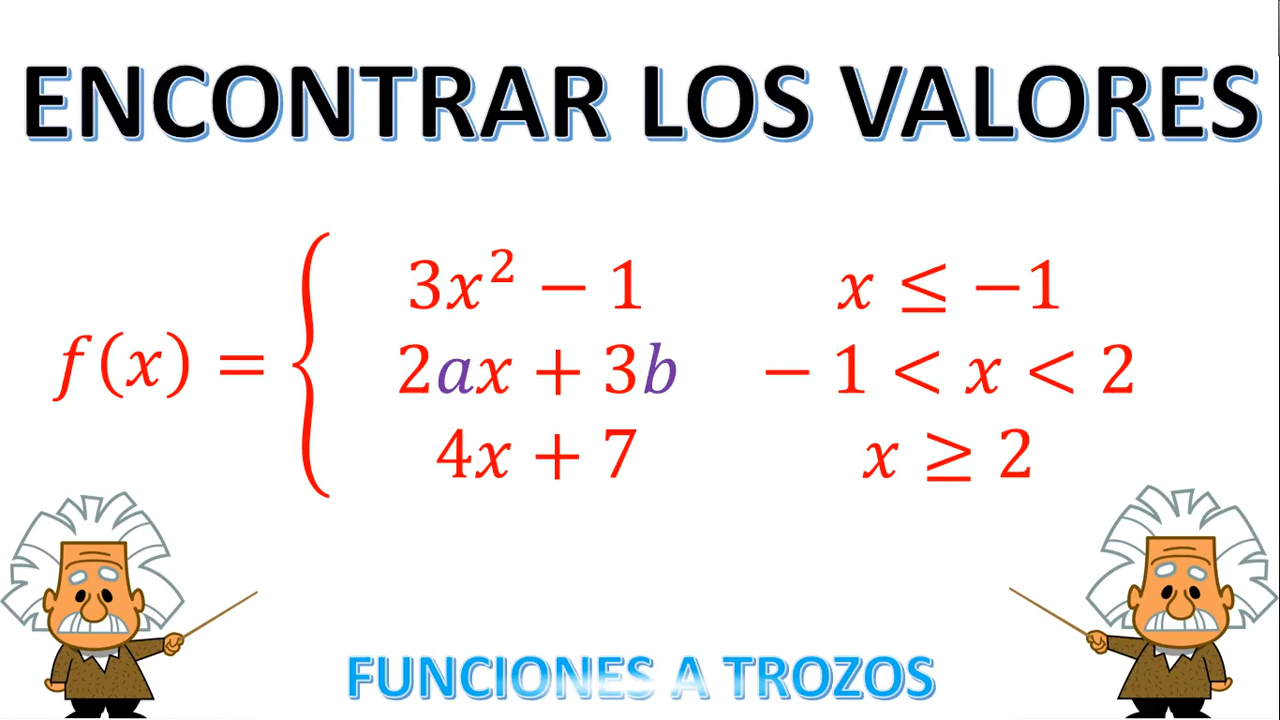 ENCONTRAR LOS VALORES
3x² − 1 x ≤ −1
f(x) = { 2ax + 3b − 1 < x < 2
4x + 7 x ≥ 2
FUNCIONES A TROZOS